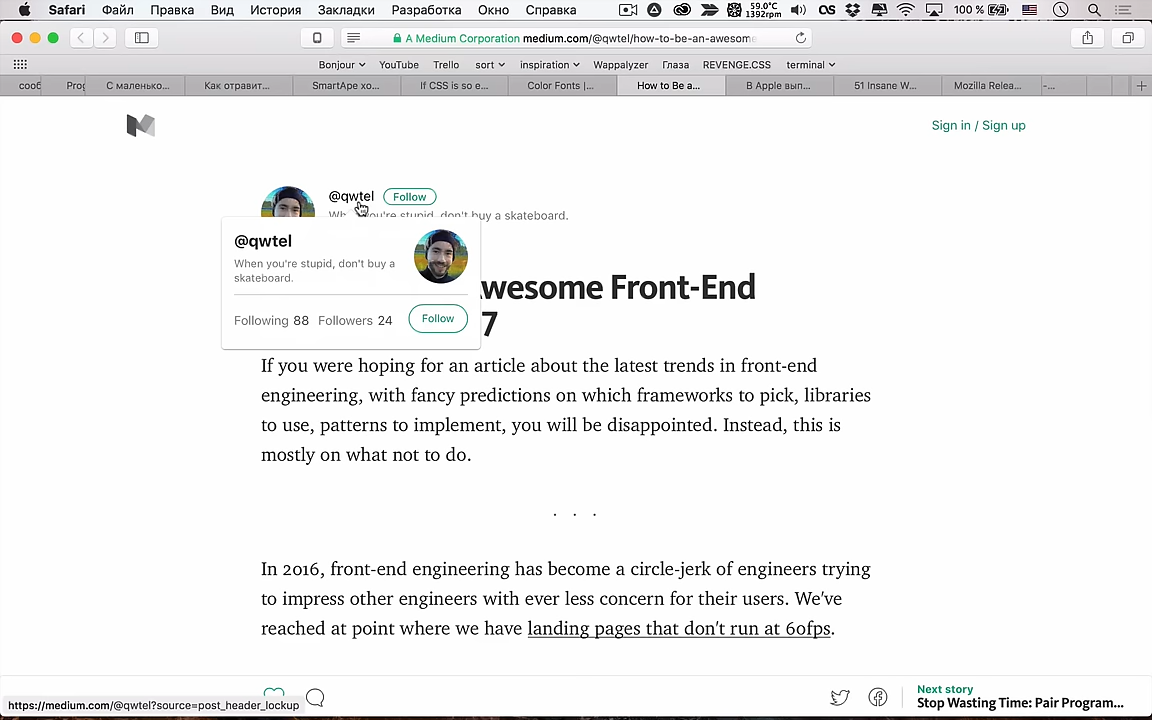 Safari Файл Правка Вид История Закладки Разработка Окно Справка 59.0°C 1392rpm 100 %
A Medium Corporation medium.com/@qwtel/how-to-be-an-awesom
Bonjour YouTube Trello sort inspiration Wappalyzer Глаза REVENGE.CSS terminal
сооб Prog С маленько... Как отравит... SmartApe хо... If CSS is so e... Color Fonts |... How to Be a... В Apple вып... 51 Insane W... Mozilla Relea... -...
Sign in / Sign up
@qwtel Follow
Wh you're stupid, don't buy a skateboard.
@qwtel
When you're stupid, don't buy a
skateboard.
Following 88 Followers 24 Follow
wesome Front-End
7
If you were hoping for an article about the latest trends in front-end
engineering, with fancy predictions on which frameworks to pick, libraries
to use, patterns to implement, you will be disappointed. Instead, this is
mostly on what not to do.
. . .
In 2016, front-end engineering has become a circle-jerk of engineers trying
to impress other engineers with ever less concern for their users. We've
reached at point where we have landing pages that don't run at 60fps.
Next story
Stop Wasting Time: Pair Program...
https://medium.com/@qwtel?source=post_header_lockup